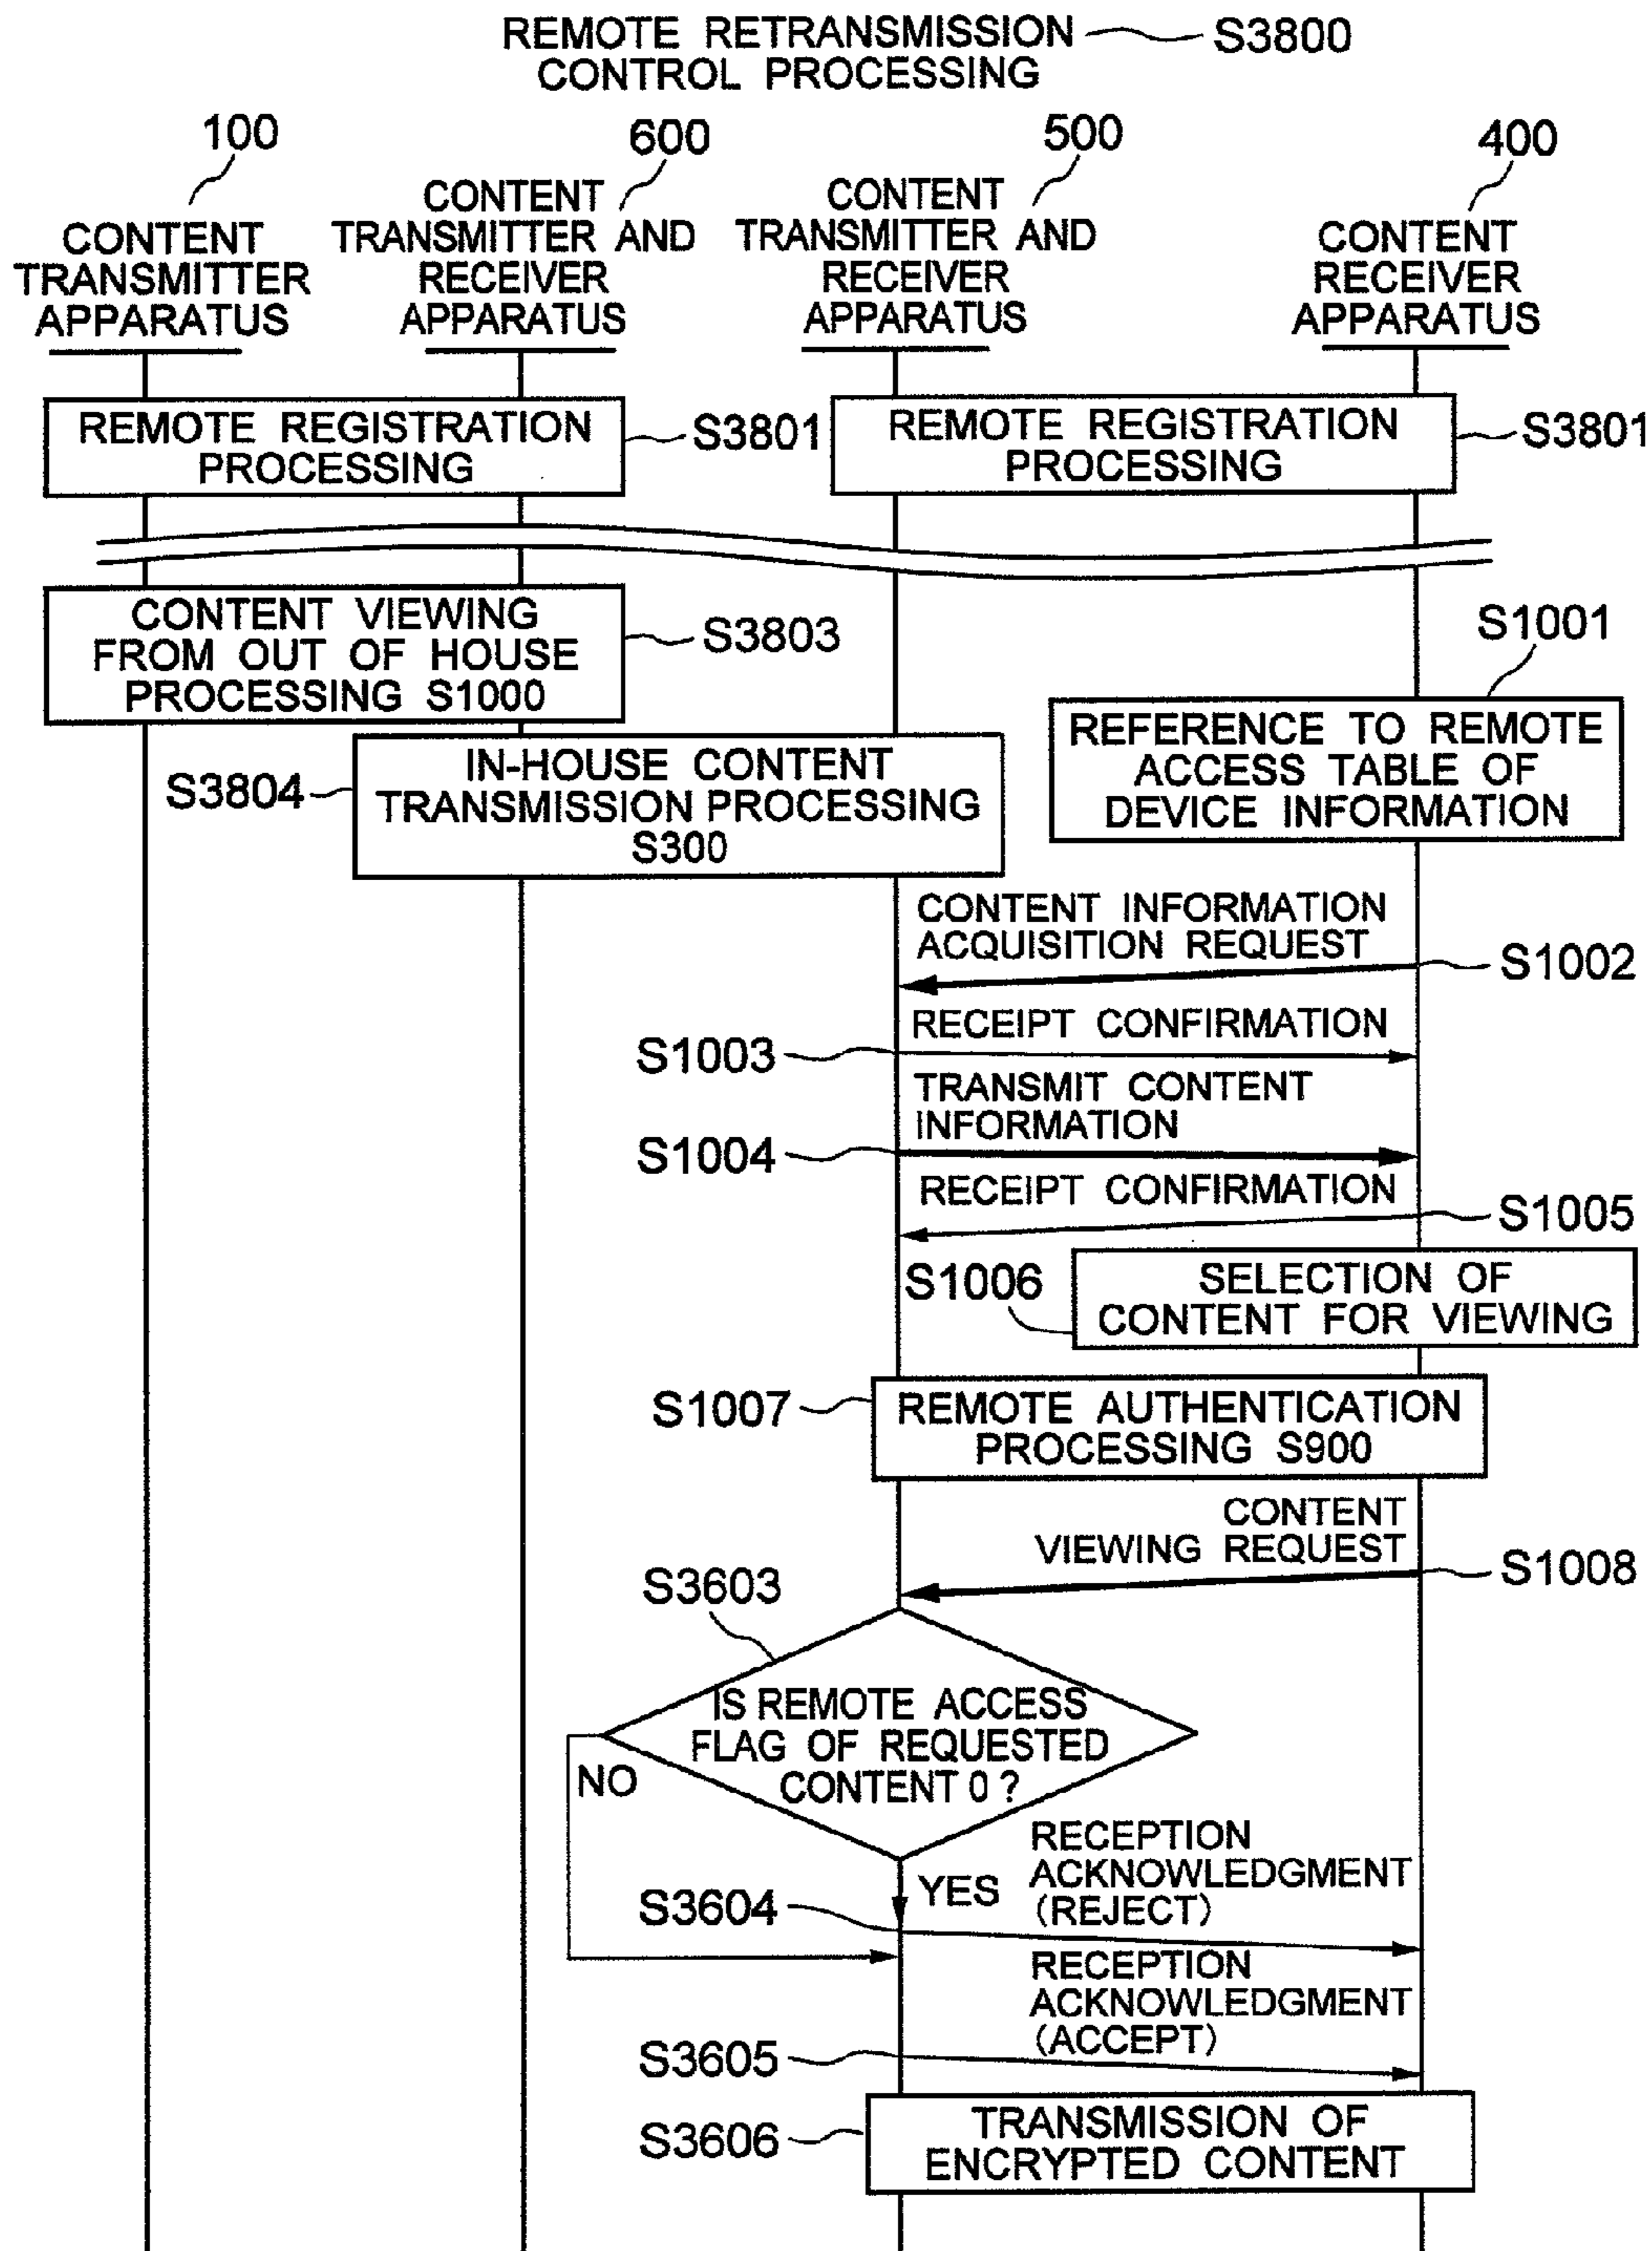 REMOTE RETRANSMISSION
CONTROL PROCESSING
S3800
100
CONTENT
TRANSMITTER
APPARATUS
600
CONTENT
TRANSMITTER AND
RECEIVER
APPARATUS
500
CONTENT
TRANSMITTER AND
RECEIVER
APPARATUS
400
CONTENT
RECEIVER
APPARATUS
REMOTE REGISTRATION
PROCESSING
S3801
REMOTE REGISTRATION
PROCESSING
S3801
CONTENT VIEWING
FROM OUT OF HOUSE
PROCESSING S1000
S3803
S1001
REFERENCE TO REMOTE
ACCESS TABLE OF
DEVICE INFORMATION
S3804
IN-HOUSE CONTENT
TRANSMISSION PROCESSING
S300
CONTENT INFORMATION
ACQUISITION REQUEST
S1002
RECEIPT CONFIRMATION
S1003
TRANSMIT CONTENT
INFORMATION
S1004
RECEIPT CONFIRMATION
S1005
S1006
SELECTION OF
CONTENT FOR VIEWING
S1007
REMOTE AUTHENTICATION
PROCESSING S900
CONTENT
VIEWING REQUEST
S1008
S3603
IS REMOTE ACCESS
FLAG OF REQUESTED
CONTENT 0 ?
NO
YES
RECEPTION
ACKNOWLEDGMENT
(REJECT)
S3604
RECEPTION
ACKNOWLEDGMENT
(ACCEPT)
S3605
S3606
TRANSMISSION OF
ENCRYPTED CONTENT